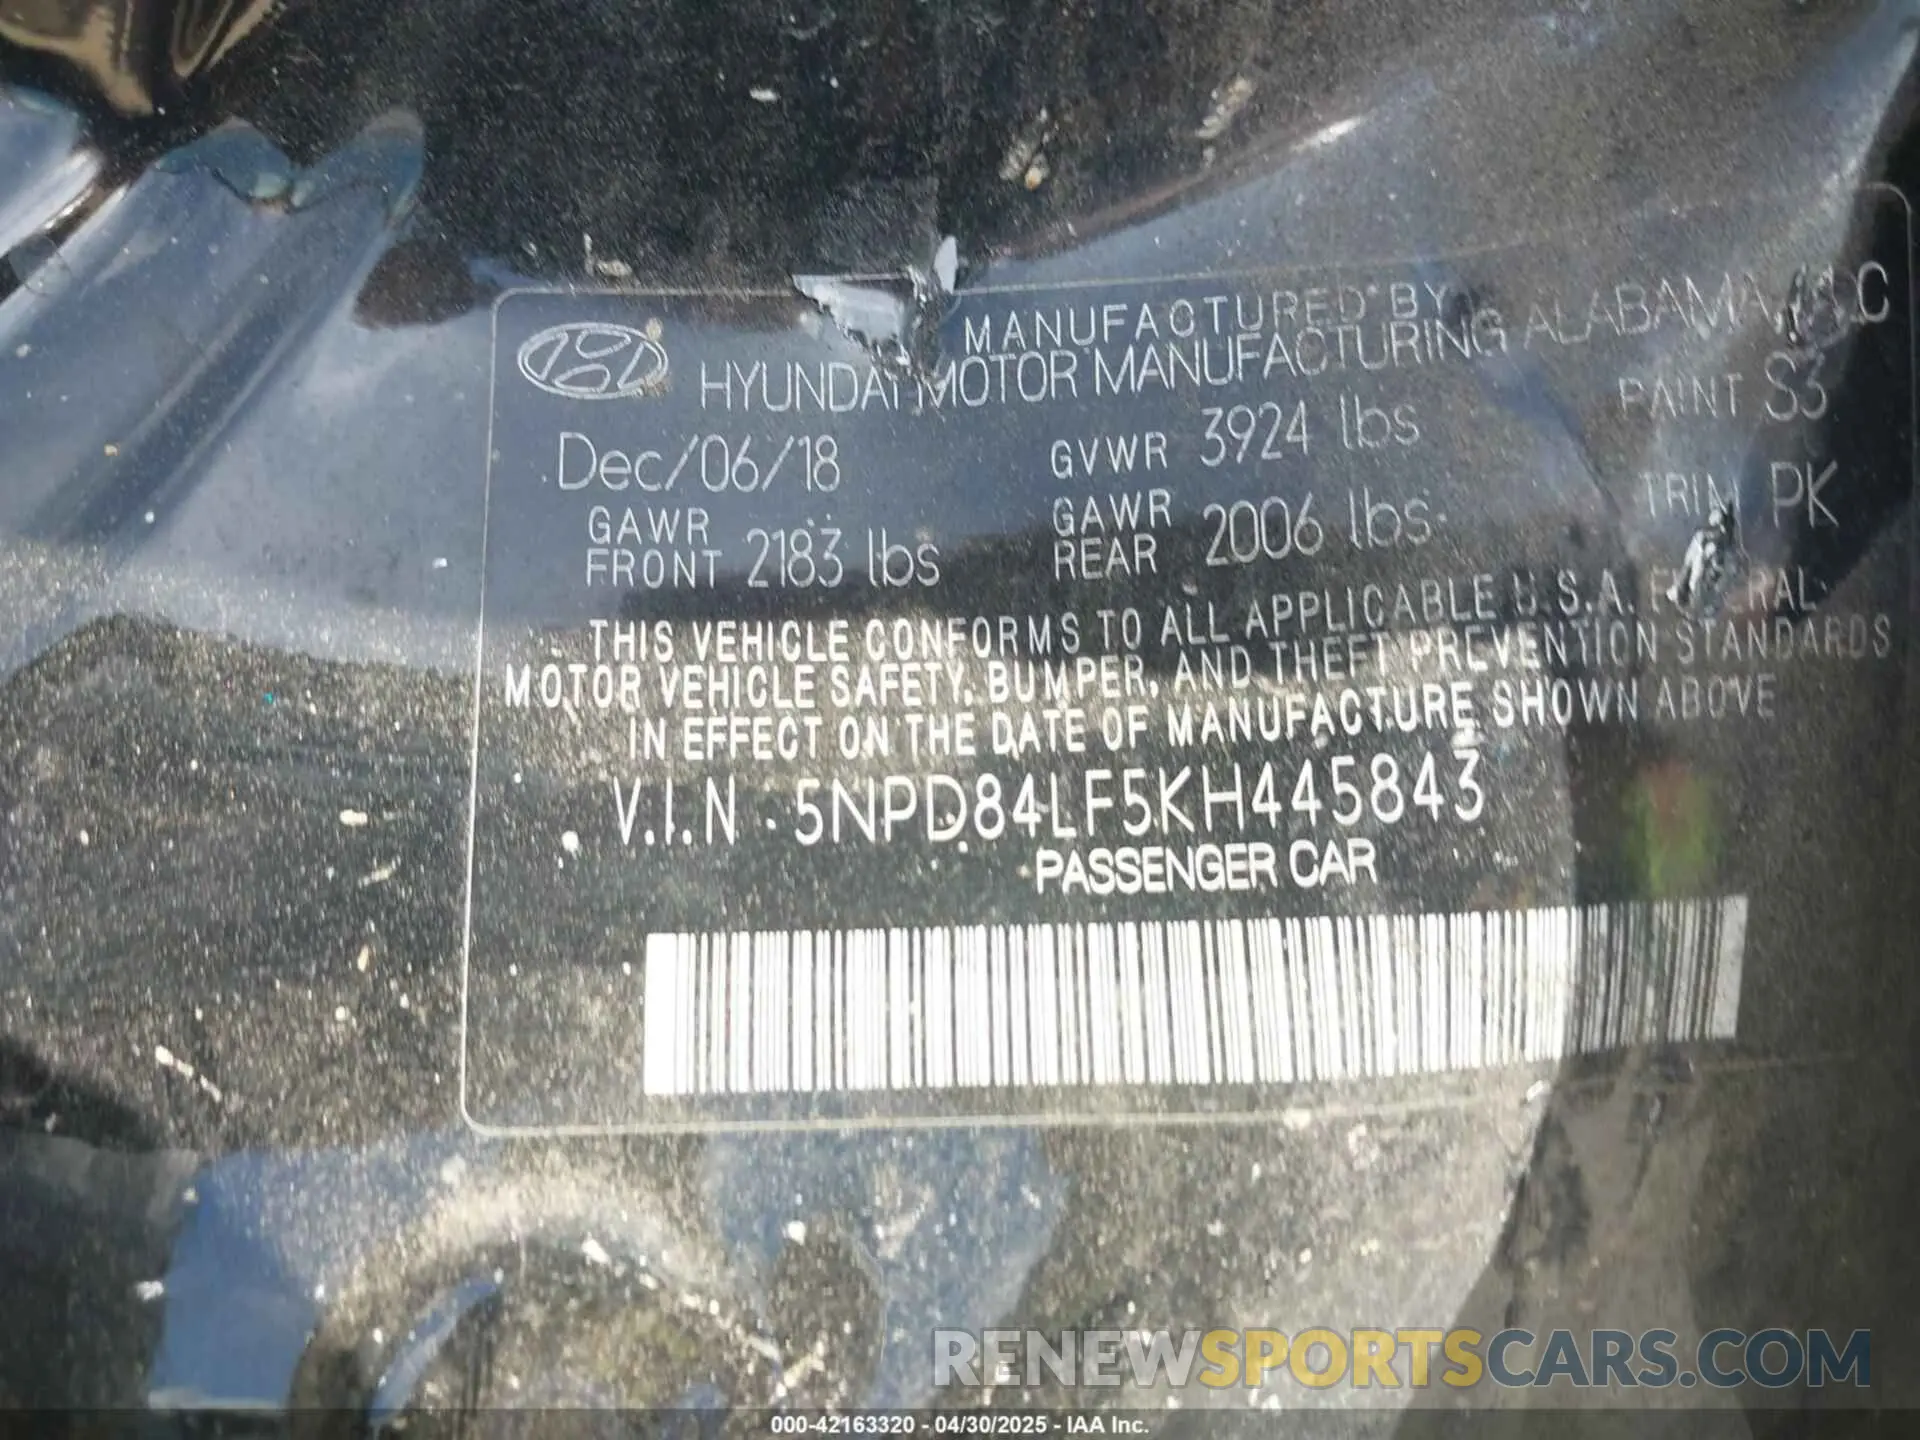 MANUFACTURED BY
HYUNDAI MOTOR MANUFACTURING ALABAMA, LLC
Dec/06/18 GVWR 3924 lbs PAINT S3
GAWR FRONT 2183 lbs GAWR REAR 2006 lbs TRIM PK
THIS VEHICLE CONFORMS TO ALL APPLICABLE U.S.A. FEDERAL
MOTOR VEHICLE SAFETY, BUMPER, AND THEFT PREVENTION STANDARDS
IN EFFECT ON THE DATE OF MANUFACTURE SHOWN ABOVE
V.I.N 5NPD84LF5KH445843
PASSENGER CAR
RENEWSPORTSCARS.COM
000-42163320 - 04/30/2025 - IAA Inc.